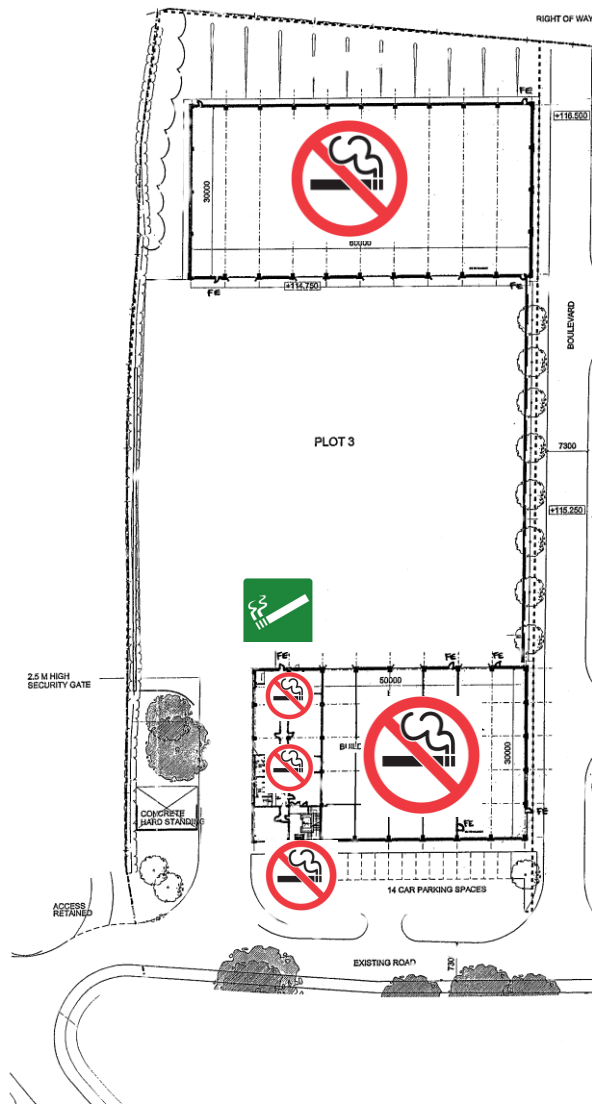 RIGHT OF WAY
FE
+116.500
30000
60000
FE
+114.750
FE
BOULEVARD
PLOT 3
7300
+115.250
FE
FE
FE
2.5 M HIGH
SECURITY GATE
50000
30000
CONCRETE
HARD STANDING
FE
FE
14 CAR PARKING SPACES
ACCESS
RETAINED
EXISTING ROAD
730